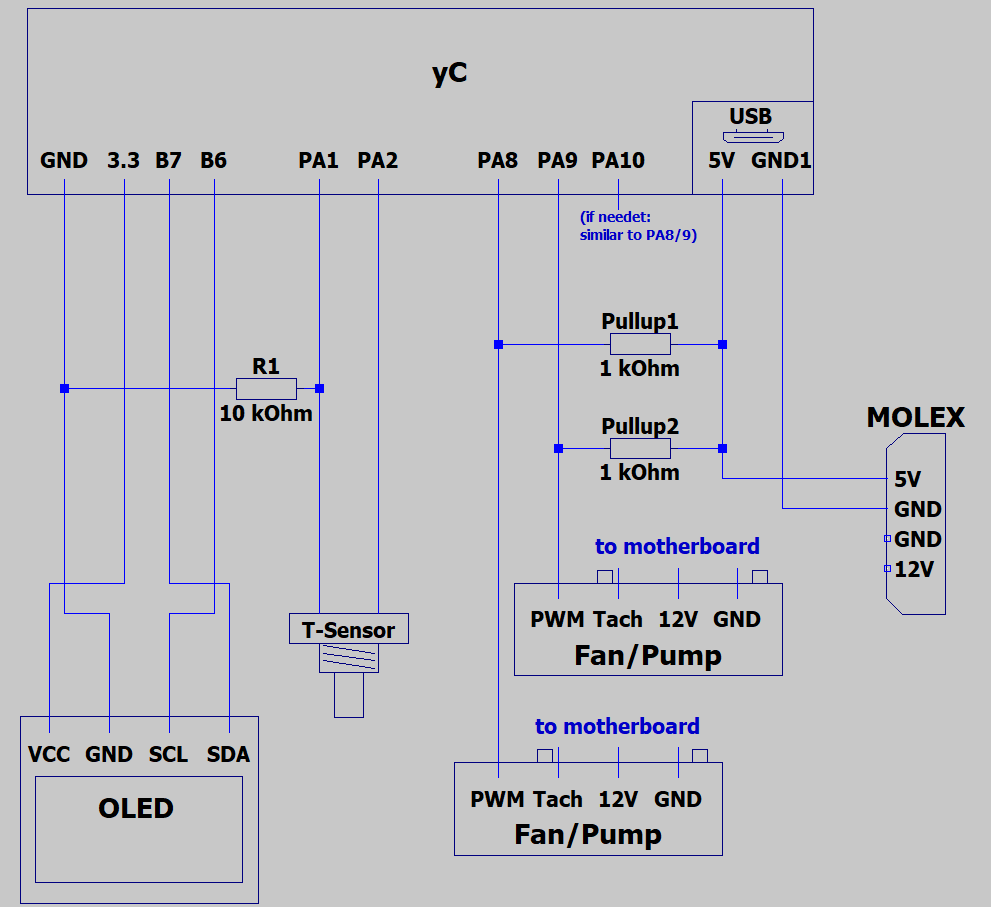 yC
USB
GND 3.3 B7 B6 PA1 PA2 PA8 PA9 PA10 5V GND1
(if needet:
similar to PA8/9)
Pullup1
1 kOhm
R1
10 kOhm
Pullup2
1 kOhm
MOLEX
5V
GND
GND
12V
to motherboard
PWM Tach 12V GND
Fan/Pump
T-Sensor
to motherboard
PWM Tach 12V GND
Fan/Pump
VCC GND SCL SDA
OLED